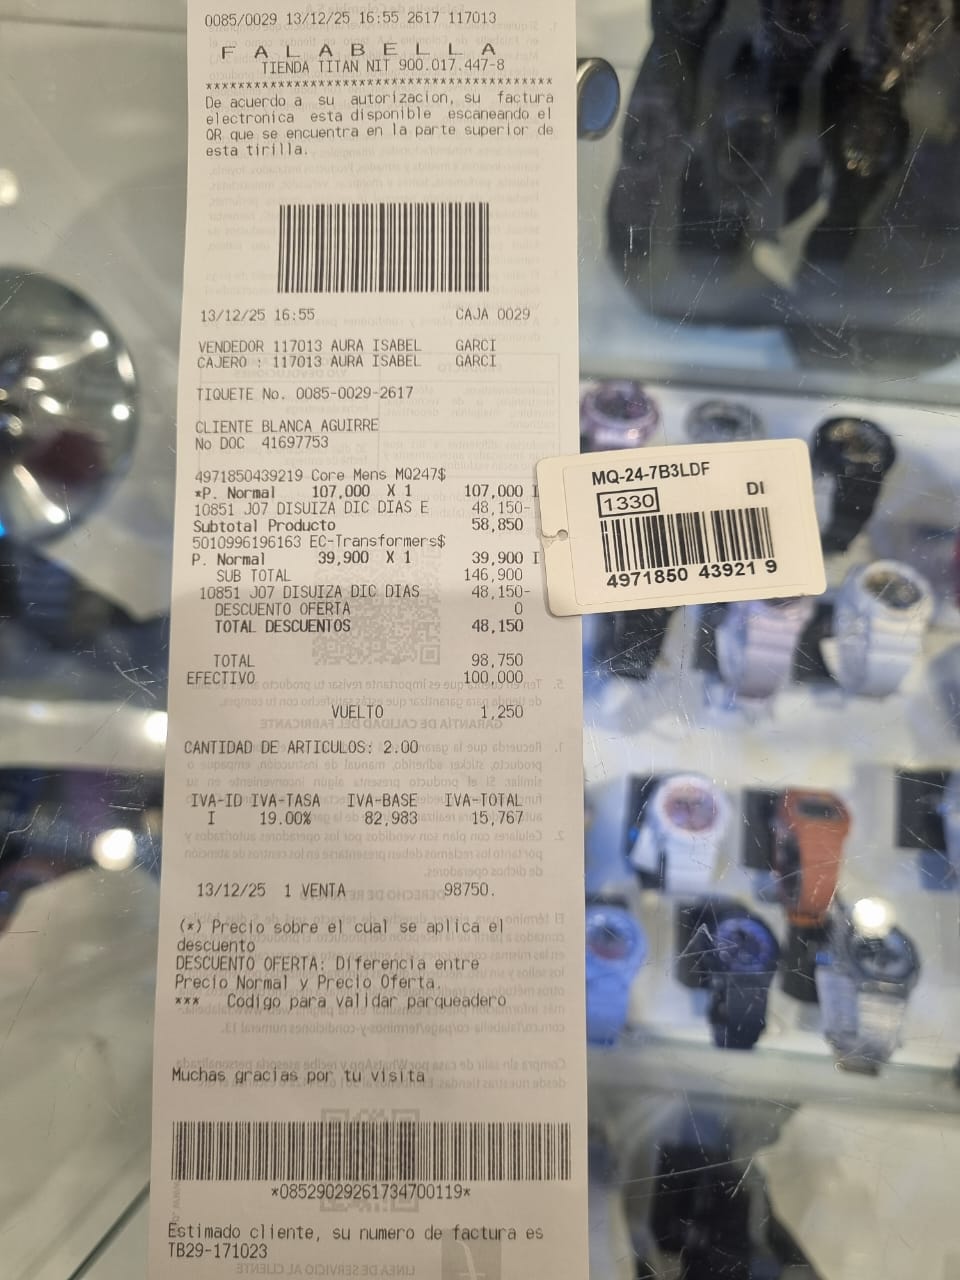 0085/0029 13/12/25 16:55 2617 117013
F A L A B E L L A
TIENDA TITAN NIT 900.017.447-8
**************************************************
De acuerdo a su autorizacion, su factura
electronica esta disponible escaneando el
QR que se encuentra en la parte superior de
esta tirilla.
13/12/25 16:55 CAJA 0029
VENDEDOR 117013 AURA ISABEL GARCI
CAJERO : 117013 AURA ISABEL GARCI
TIQUETE No. 0085-0029-2617
CLIENTE BLANCA AGUIRRE
No DOC 41697753
4971850439219 Core Mens MQ247$
*P. Normal 107,000 X 1 107,000 I
10851 J07 DISUIZA DIC DIAS E 48,150-
Subtotal Producto 58,850
5010996196163 EC-Transformers$
P. Normal 39,900 X 1 39,900 I
SUB TOTAL 146,900
10851 J07 DISUIZA DIC DIAS 48,150-
DESCUENTO OFERTA 0
TOTAL DESCUENTOS 48,150
TOTAL 98,750
EFECTIVO 100,000
VUELTO 1,250
CANTIDAD DE ARTICULOS: 2.00
IVA-ID IVA-TASA IVA-BASE IVA-TOTAL
I 19.00% 82,983 15,767
13/12/25 1 VENTA 98750.
(*) Precio sobre el cual se aplica el
descuento
DESCUENTO OFERTA: Diferencia entre
Precio Normal y Precio Oferta.
*** Codigo para validar parqueadero
Muchas gracias por tu visita
*08529029261734700119*
Estimado cliente, su numero de factura es
TB29-171023
MQ-24-7B3LDF
1330 DI
4971850 43921 9